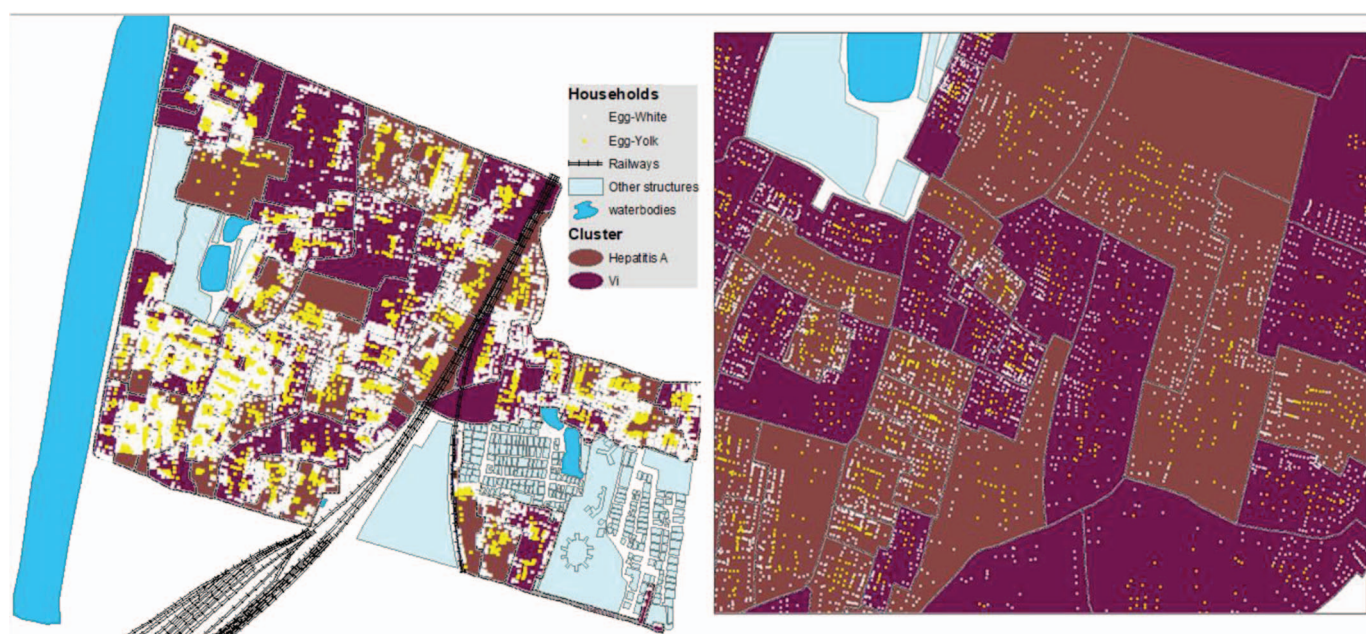 Households
Egg-White
Egg-Yolk
Railways
Other structures
waterbodies
Cluster
Hepatitis A
Vi